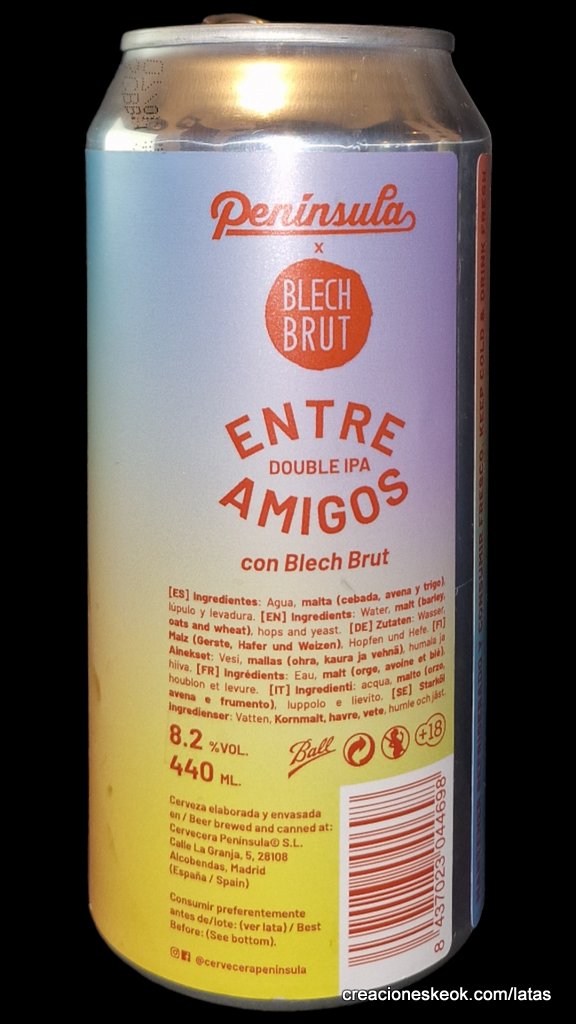 Península
x
BLECH
BRUT
ENTRE
DOUBLE IPA
AMIGOS
con Blech Brut
[ES] Ingredientes: Agua, malta (cebada, avena y trigo),
lúpulo y levadura. [EN] Ingredients: Water, malt (barley,
oats and wheat), hops and yeast. [DE] Zutaten: Wasser,
Malz (Gerste, Hafer und Weizen), Hopfen und Hefe. [FI]
Ainekset: Vesi, mallas (ohra, kaura ja vehnä), humala ja
hiiva. [FR] Ingrédients: Eau, malt (orge, avoine et blé),
houblon et levure. [IT] Ingredienti: acqua, malto (orzo,
avena e frumento), luppolo e lievito. [SE] Starköl
Ingredienser: Vatten, Kornmalt, havre, vete, humle och jäst.
8.2 %VOL.
440 ML.
Ball
+18
Cerveza elaborada y envasada
en / Beer brewed and canned at:
Cervecera Península© S.L.
Calle La Granja, 5, 28108
Alcobendas, Madrid
(España / Spain)
Consumir preferentemente
antes de/lote: (ver lata) / Best
Before: (See bottom).
@cervecerapeninsula
8 437023 044698
CONSUMIR FRESCO. KEEP COLD & DRINK FRESH
creacioneskeok.com/latas